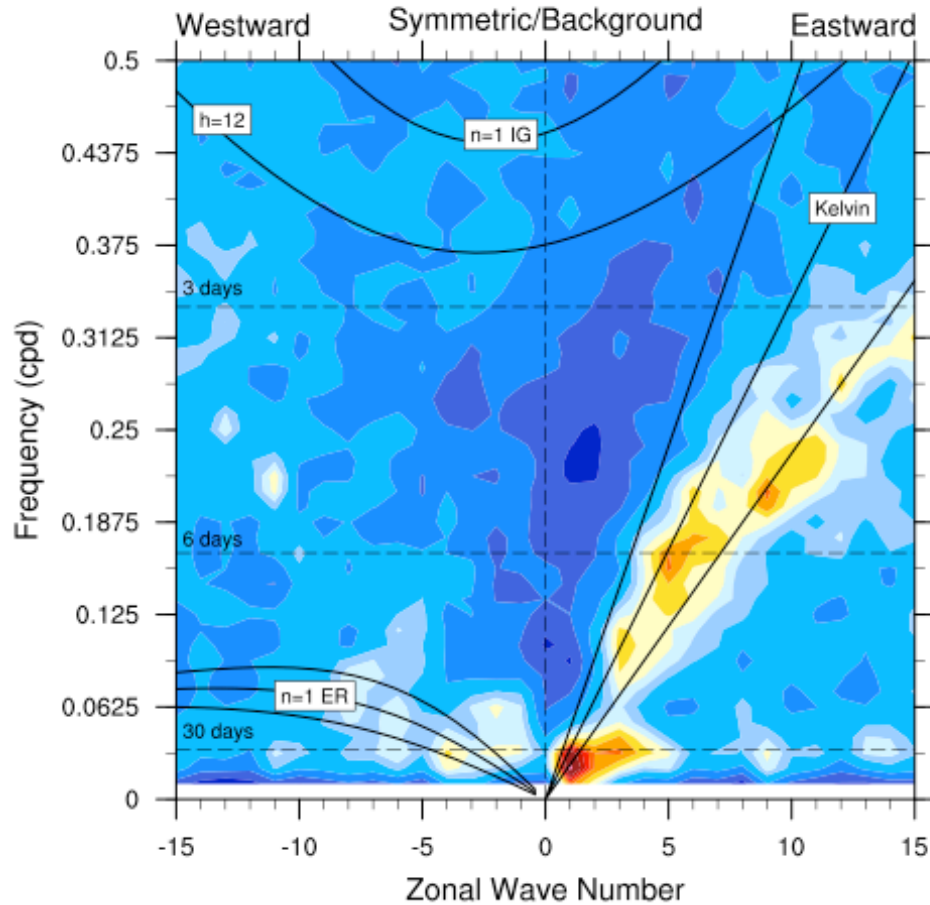 Westward Symmetric/Background Eastward
0.5
h=12
n=1 IG
0.4375
Kelvin
0.375
3 days
0.3125
0.25
Frequency (cpd)
0.1875
6 days
0.125
n=1 ER
0.0625
30 days
0
-15 -10 -5 0 5 10 15
Zonal Wave Number